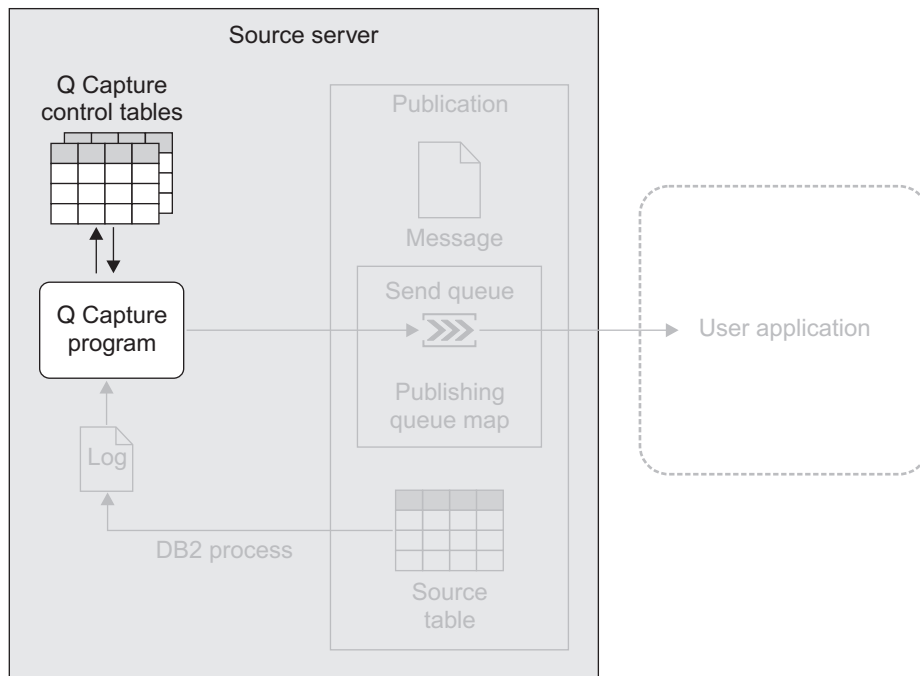 Source server
Q Capture
control tables
Publication
Message
Q Capture
program
Send queue
Publishing
queue map
User application
Log
DB2 process
Source
table